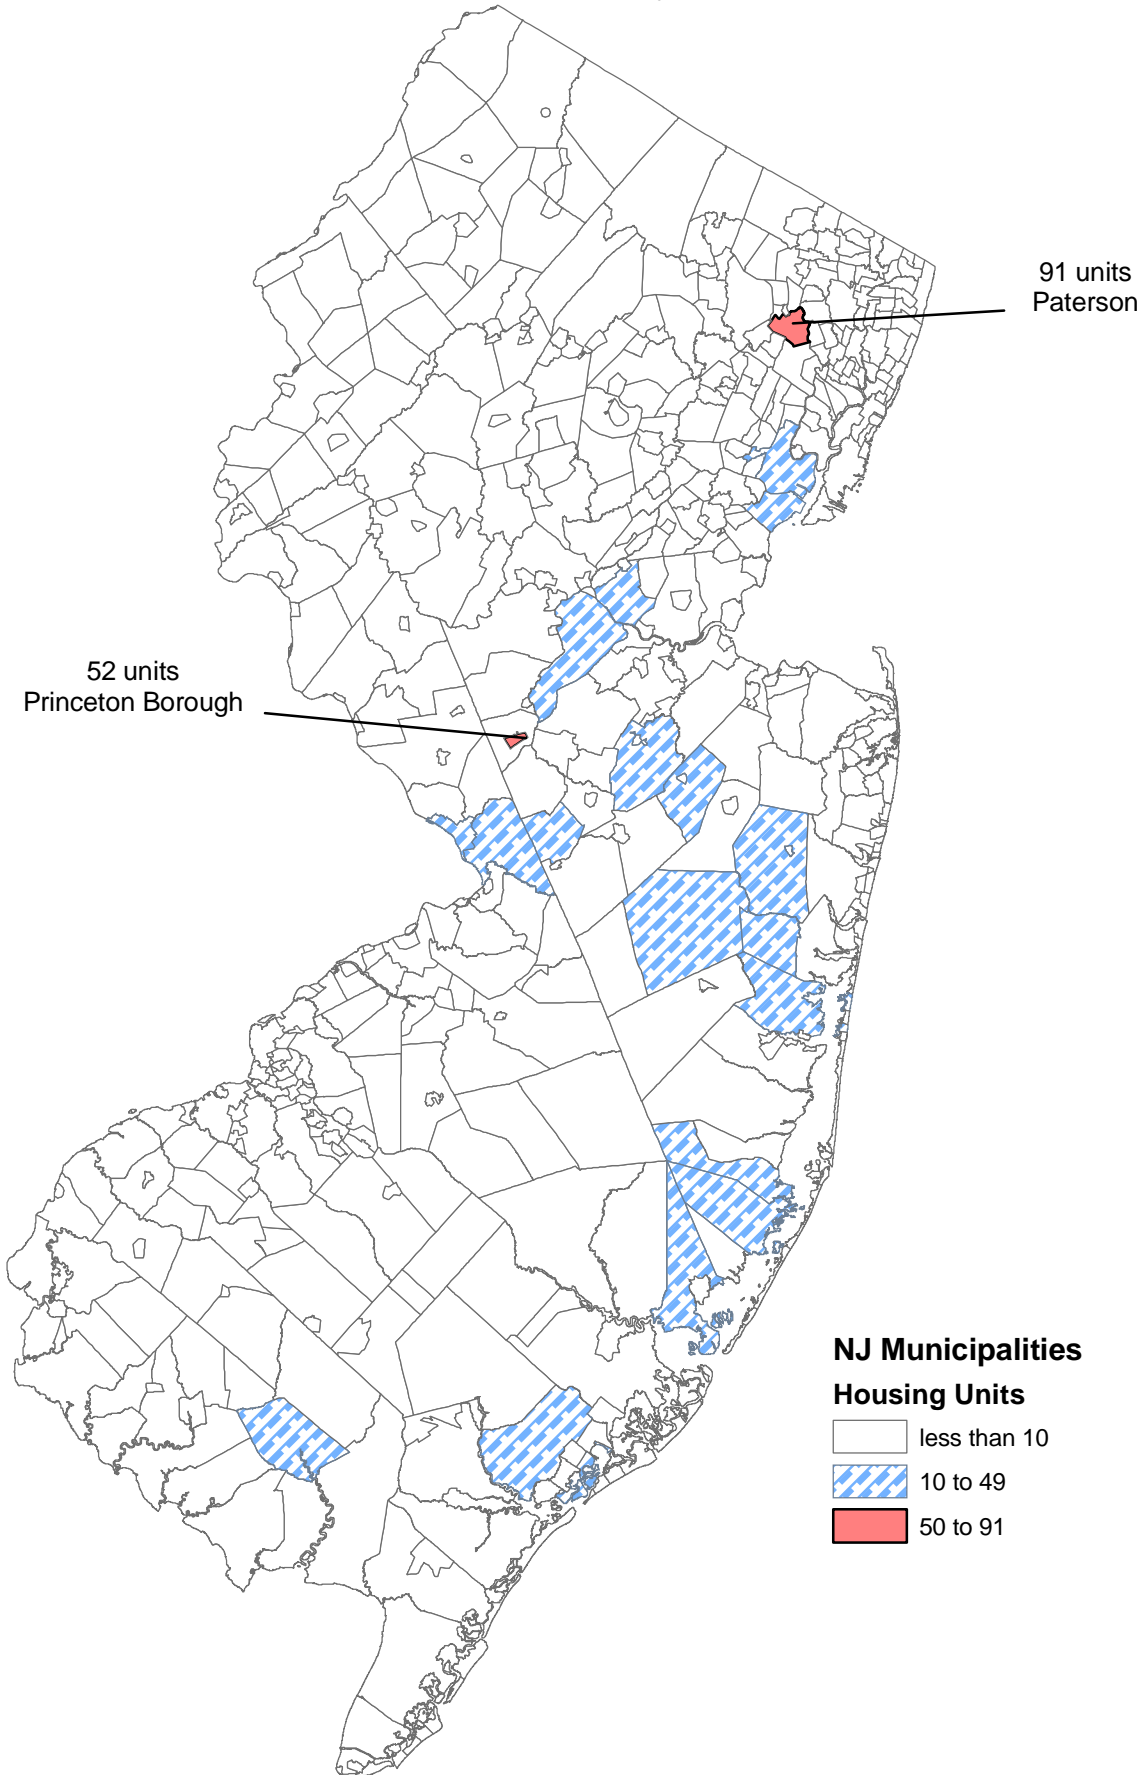 91 units
Paterson
52 units
Princeton Borough
NJ Municipalities
Housing Units
less than 10
10 to 49
50 to 91